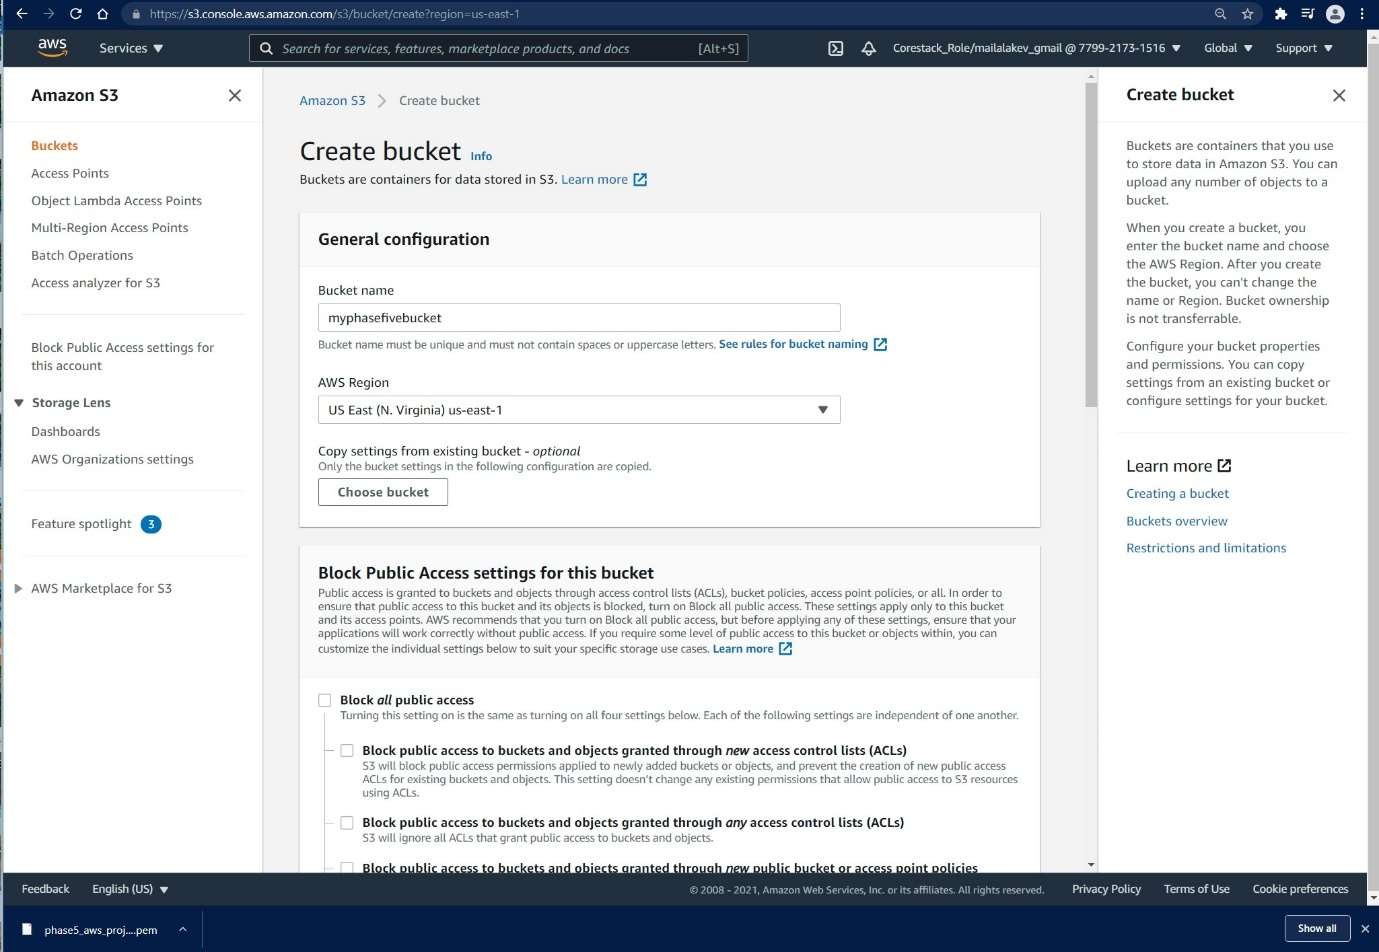 https://s3.console.aws.amazon.com/s3/bucket/create?region=us-east-1
aws
Services
Search for services, features, marketplace products, and docs
[Alt+S]
Corestack_Role/mailalakev_gmail @ 7799-2173-1516
Global
Support
Amazon S3
Buckets
Access Points
Object Lambda Access Points
Multi-Region Access Points
Batch Operations
Access analyzer for S3
Block Public Access settings for
this account
Storage Lens
Dashboards
AWS Organizations settings
Feature spotlight 3
AWS Marketplace for S3
Amazon S3 > Create bucket
Create bucket Info
Buckets are containers for data stored in S3. Learn more
General configuration
Bucket name
myphasefivebucket
Bucket name must be unique and must not contain spaces or uppercase letters. See rules for bucket naming
AWS Region
US East (N. Virginia) us-east-1
Copy settings from existing bucket - optional
Only the bucket settings in the following configuration are copied.
Choose bucket
Block Public Access settings for this bucket
Public access is granted to buckets and objects through access control lists (ACLs), bucket policies, access point policies, or all. In order to
ensure that public access to this bucket and its objects is blocked, turn on Block all public access. These settings apply only to this bucket
and its access points. AWS recommends that you turn on Block all public access, but before applying any of these settings, ensure that your
applications will work correctly without public access. If you require some level of public access to this bucket or objects within, you can
customize the individual settings below to suit your specific storage use cases. Learn more
Block all public access
Turning this setting on is the same as turning on all four settings below. Each of the following settings are independent of one another.
Block public access to buckets and objects granted through new access control lists (ACLs)
S3 will block public access permissions applied to newly added buckets or objects, and prevent the creation of new public access
ACLs for existing buckets and objects. This setting doesn't change any existing permissions that allow public access to S3 resources
using ACLs.
Block public access to buckets and objects granted through any access control lists (ACLs)
S3 will ignore all ACLs that grant public access to buckets and objects.
Block public access to buckets and objects granted through new public bucket or access point policies
Create bucket
Buckets are containers that you use
to store data in Amazon S3. You can
upload any number of objects to a
bucket.
When you create a bucket, you
enter the bucket name and choose
the AWS Region. After you create
the bucket, you can't change the
name or Region. Bucket ownership
is not transferrable.
Configure your bucket properties
and permissions. You can copy
settings from an existing bucket or
configure settings for your bucket.
Learn more
Creating a bucket
Buckets overview
Restrictions and limitations
Feedback
English (US)
© 2008 - 2021, Amazon Web Services, Inc. or its affiliates. All rights reserved.
Privacy Policy
Terms of Use
Cookie preferences
phase5_aws_proj....pem
Show all